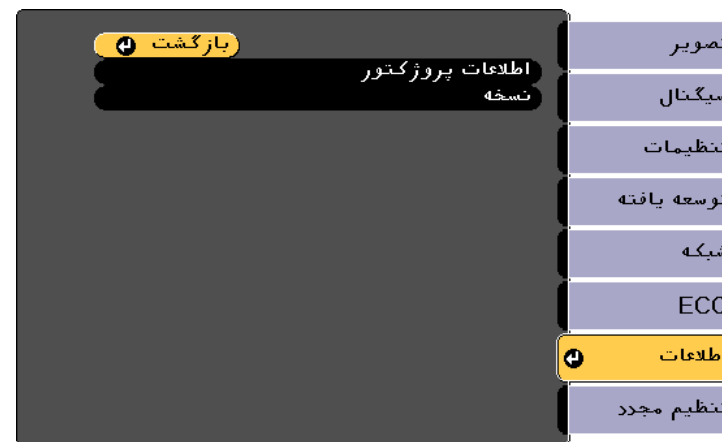 بازگشت
اطلاعات پروژکتور
نسخه
تصویر
سیگنال
تنظیمات
توسعه یافته
شبکه
ECO
اطلاعات
تنظیم مجدد